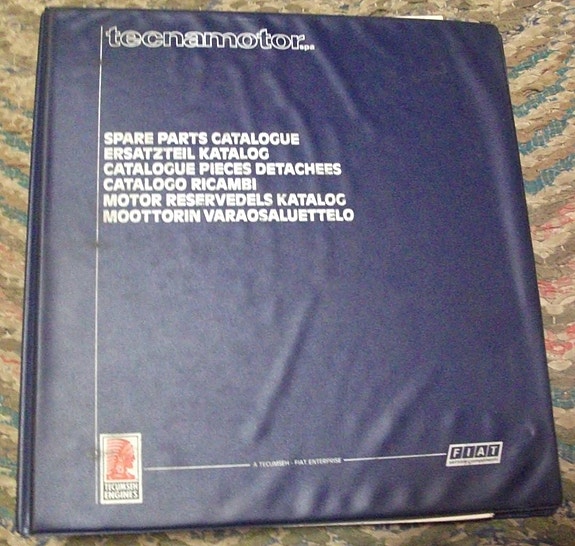 tecnamotor spa
SPARE PARTS CATALOGUE
ERSATZTEIL KATALOG
CATALOGUE PIECES DETACHEES
CATALOGO RICAMBI
MOTOR RESERVEDELS KATALOG
MOOTTORIN VARAOSALUETTELO
TECUMSEH
ENGINES
A TECUMSEH - FIAT ENTERPRISE
FIAT